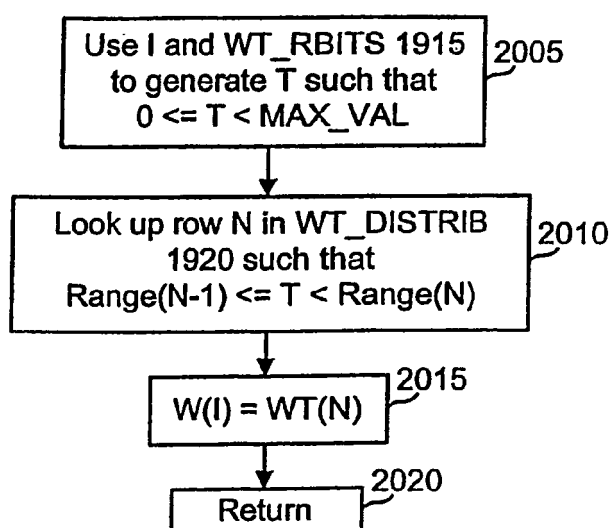 Use I and WT_RBITS 1915
to generate T such that
0 <= T < MAX_VAL
2005
Look up row N in WT_DISTRIB
1920 such that
Range(N-1) <= T < Range(N)
2010
W(I) = WT(N)
2015
Return
2020